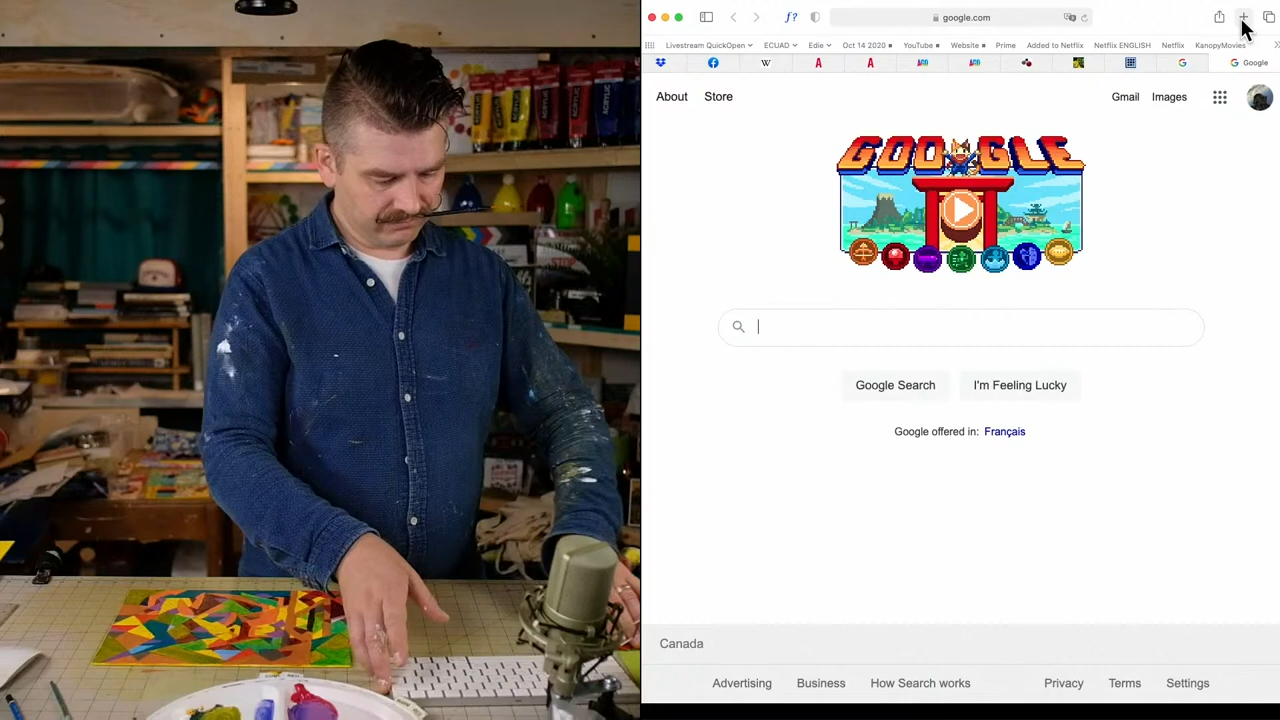 google.com
Livestream QuickOpen ECUAD Edie Oct 14 2020 YouTube Website Prime Added to Netflix Netflix ENGLISH Netflix KanopyMovies
Google
About Store Gmail Images
GOOGLE
Google Search I'm Feeling Lucky
Google offered in: Français
Canada
Advertising Business How Search works Privacy Terms Settings
ACRYLIC